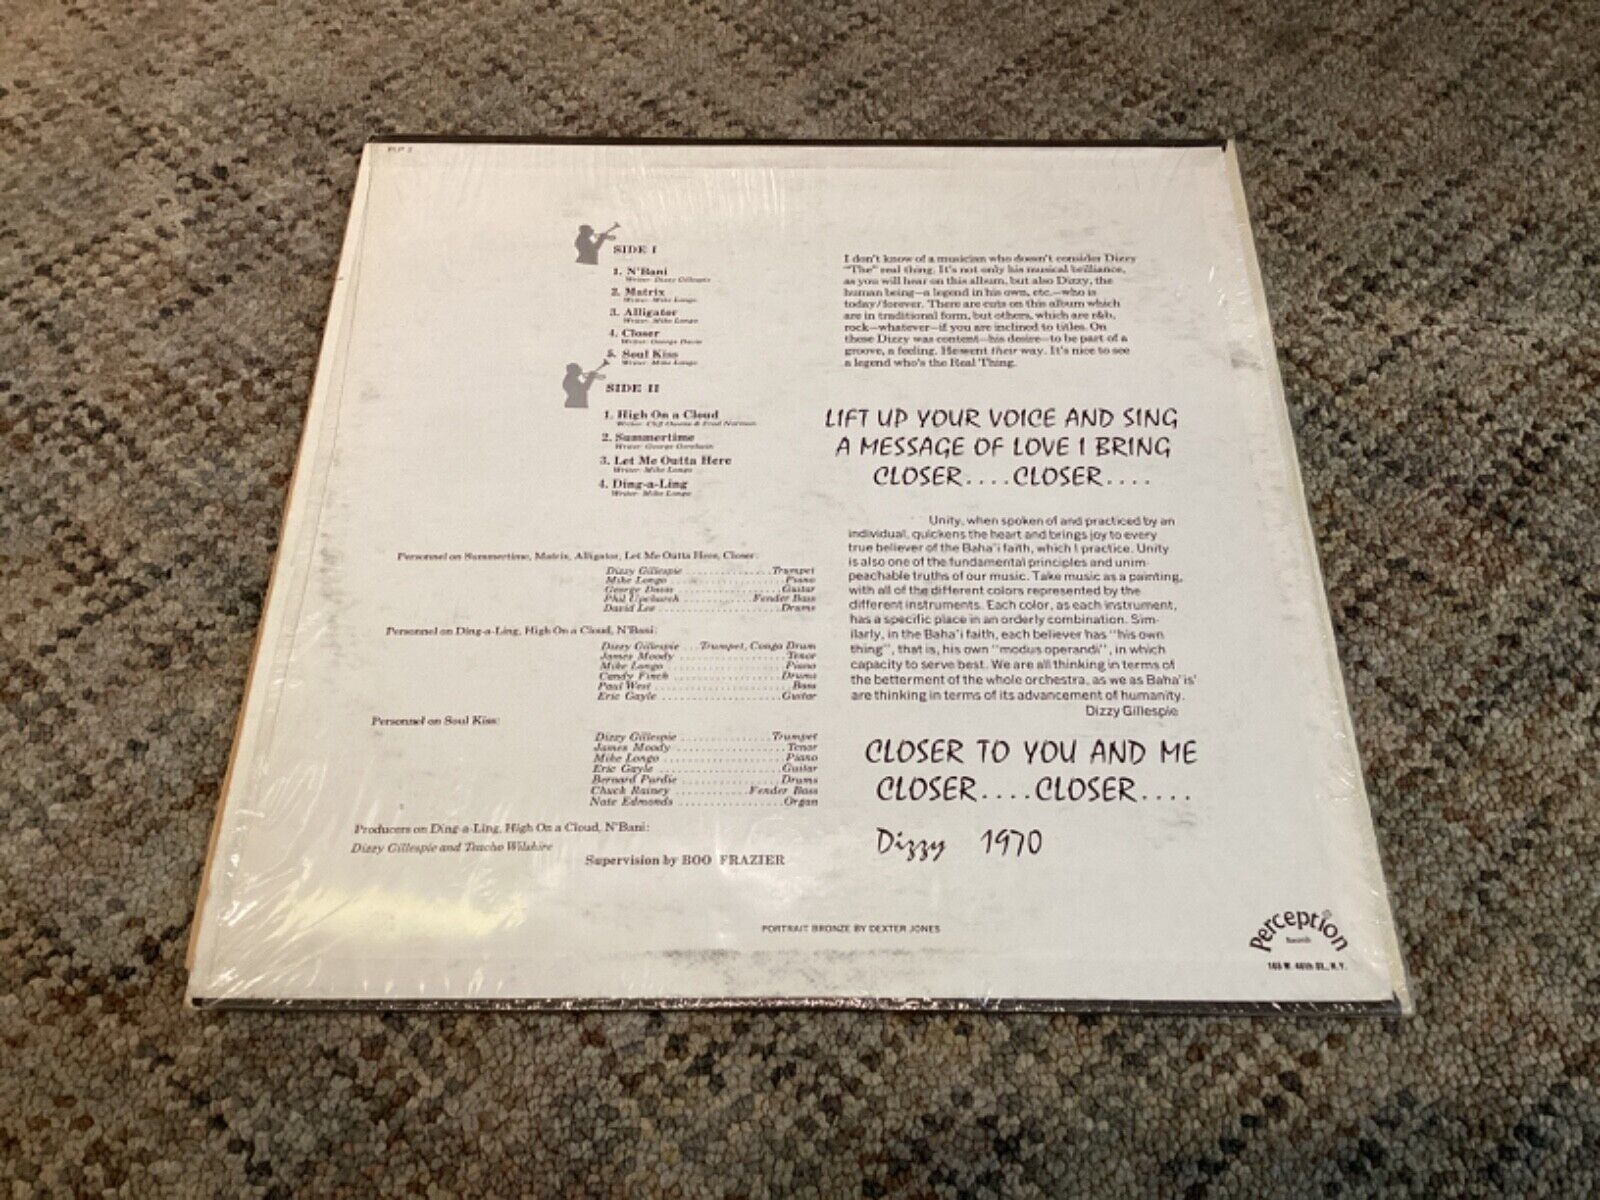 PLP 2
SIDE I
1. N'Bani
Writer: Dizzy Gillespie
2. Matrix
Writer: Mike Longo
3. Alligator
Writer: Mike Longo
4. Closer
Writer: George Davis
5. Soul Kiss
Writer: Mike Longo
SIDE II
1. High On a Cloud
Writer: Cliff Owens & Fred Norman
2. Summertime
Writer: George Gershwin
3. Let Me Outta Here
Writer: Mike Longo
4. Ding-a-Ling
Writer: Mike Longo
Personnel on Summertime, Matrix, Alligator, Let Me Outta Here, Closer:
Dizzy Gillespie ............... Trumpet
Mike Longo ............... Piano
George Davis ............... Guitar
Phil Upchurch ............... Fender Bass
David Lee ............... Drums
Personnel on Ding-a-Ling, High On a Cloud, N'Bani:
Dizzy Gillespie ... Trumpet, Conga Drum
James Moody ............... Tenor
Mike Longo ............... Piano
Candy Finch ............... Drums
Paul West ............... Bass
Eric Gayle ............... Guitar
Personnel on Soul Kiss:
Dizzy Gillespie ............... Trumpet
James Moody ............... Tenor
Mike Longo ............... Piano
Eric Gayle ............... Guitar
Bernard Purdie ............... Drums
Chuck Rainey ............... Fender Bass
Nate Edmonds ............... Organ
Producers on Ding-a-Ling, High On a Cloud, N'Bani:
Dizzy Gillespie and Teacho Wilshire
Supervision by BOO FRAZIER
I don't know of a musician who doesn't consider Dizzy
"The" real thing. It's not only his musical brilliance,
as you will hear on this album, but also Dizzy, the
human being—a legend in his own, etc.—who is
today/forever. There are cuts on this album which
are in traditional form, but others, which are r&b,
rock—whatever—if you are inclined to titles. On
these Dizzy was content—his desire—to be part of a
groove, a feeling. He went their way. It's nice to see
a legend who's the Real Thing.
LIFT UP YOUR VOICE AND SING
A MESSAGE OF LOVE I BRING
CLOSER....CLOSER....
Unity, when spoken of and practiced by an
individual, quickens the heart and brings joy to every
true believer of the Baha'i faith, which I practice. Unity
is also one of the fundamental principles and unim-
peachable truths of our music. Take music as a painting,
with all of the different colors represented by the
different instruments. Each color, as each instrument,
has a specific place in an orderly combination. Sim-
ilarly, in the Baha'i faith, each believer has "his own
thing", that is, his own "modus operandi", in which
capacity to serve best. We are all thinking in terms of
the betterment of the whole orchestra, as we as Baha'is'
are thinking in terms of its advancement of humanity.
Dizzy Gillespie
CLOSER TO YOU AND ME
CLOSER....CLOSER....
Dizzy 1970
PORTRAIT BRONZE BY DEXTER JONES
Perception
Records
165 W. 46th St., N.Y.